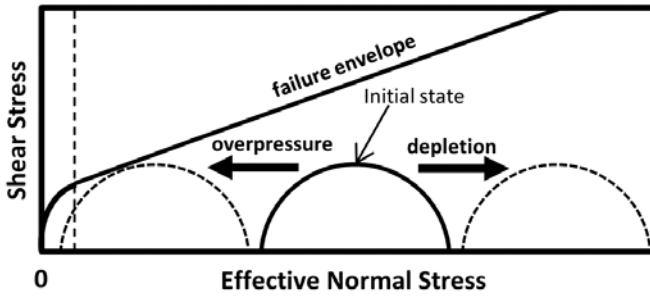 failure envelope
Initial state
overpressure
depletion
Shear Stress
0
Effective Normal Stress